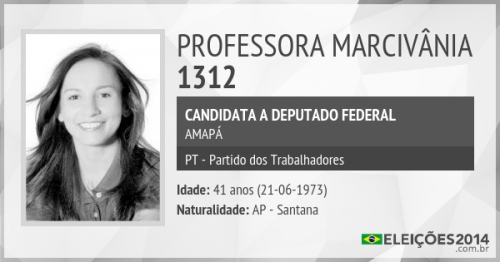 PROFESSORA MARCIVÂNIA
1312
CANDIDATA A DEPUTADO FEDERAL
AMAPÁ
PT - Partido dos Trabalhadores
Idade: 41 anos (21-06-1973)
Naturalidade: AP - Santana
ELEIÇÕES2014
.com.br